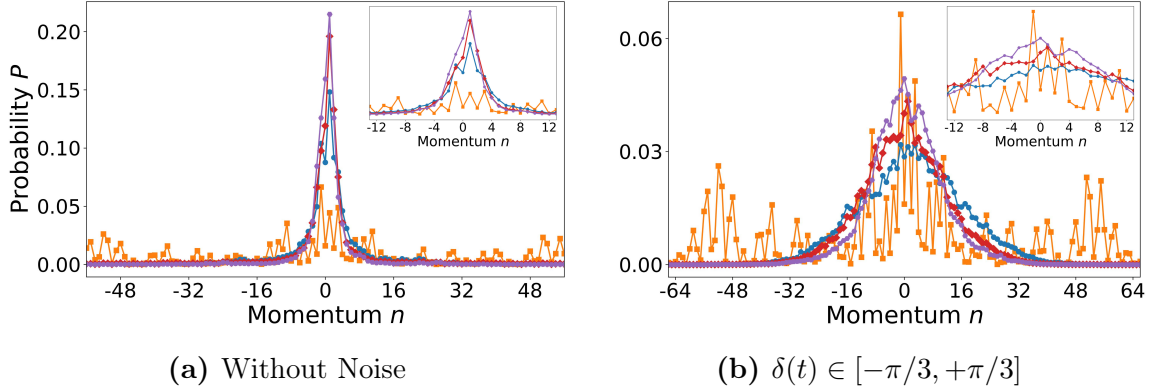 0.20
0.15
0.10
0.05
0.00
Probability P
-48 -32 -16 0 16 32 48
Momentum n
-12 -8 -4 0 4 8 12
Momentum n
(a) Without Noise
0.06
0.03
0.00
-64 -48 -32 -16 0 16 32 48 64
Momentum n
-12 -8 -4 0 4 8 12
Momentum n
(b) δ(t) ∈ [−π/3, +π/3]